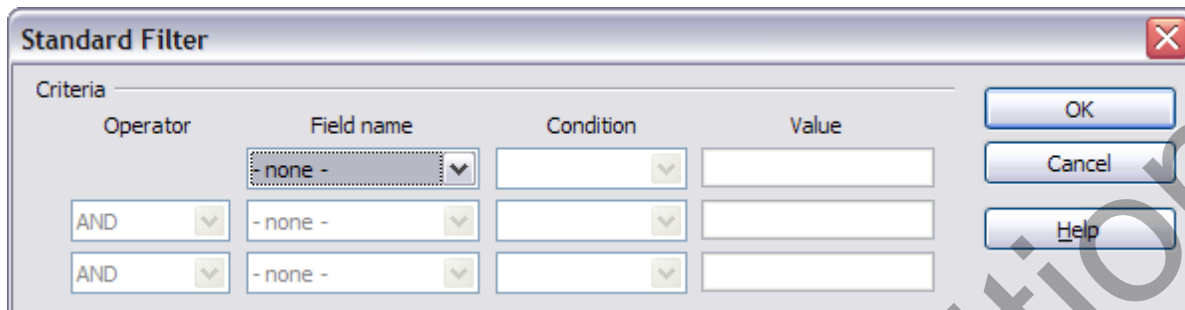 Standard Filter
Criteria
Operator Field name Condition Value
- none -
AND - none -
AND - none -
OK
Cancel
Help